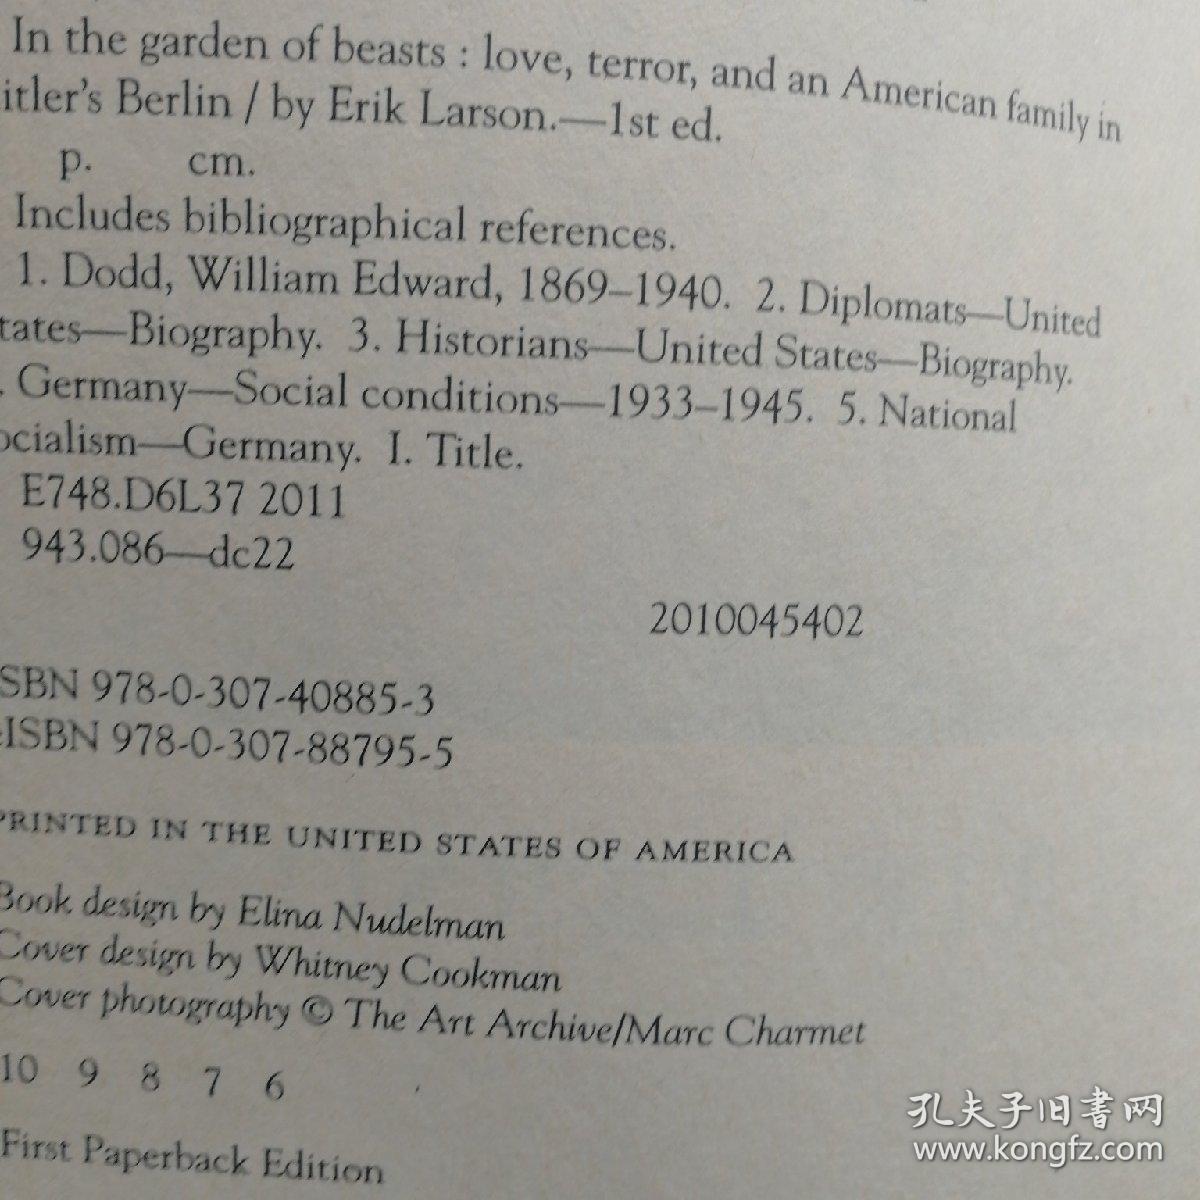 In the garden of beasts : love, terror, and an American family in
itler's Berlin / by Erik Larson.—1st ed.
p. cm.
Includes bibliographical references.
1. Dodd, William Edward, 1869–1940. 2. Diplomats—United
tates—Biography. 3. Historians—United States—Biography.
. Germany—Social conditions—1933–1945. 5. National
ocialism—Germany. I. Title.
E748.D6L37 2011
943.086—dc22
2010045402
SBN 978-0-307-40885-3
ISBN 978-0-307-88795-5
PRINTED IN THE UNITED STATES OF AMERICA
Book design by Elina Nudelman
Cover design by Whitney Cookman
Cover photography © The Art Archive/Marc Charmet
10 9 8 7 6
First Paperback Edition
孔夫子旧书网
www.kongfz.com